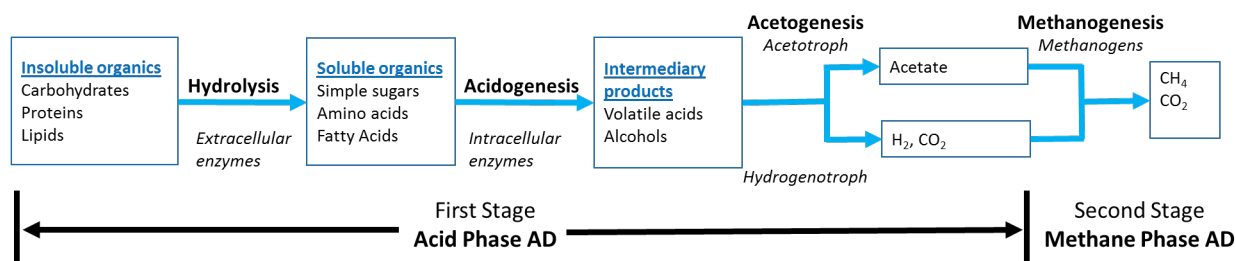 Insoluble organics
Carbohydrates
Proteins
Lipids
Hydrolysis
Extracellular
enzymes
Soluble organics
Simple sugars
Amino acids
Fatty Acids
Acidogenesis
Intracellular
enzymes
Intermediary
products
Volatile acids
Alcohols
Acetogenesis
Acetotroph
Hydrogenotroph
Acetate
H₂, CO₂
Methanogenesis
Methanogens
CH₄
CO₂
First Stage
Acid Phase AD
Second Stage
Methane Phase AD